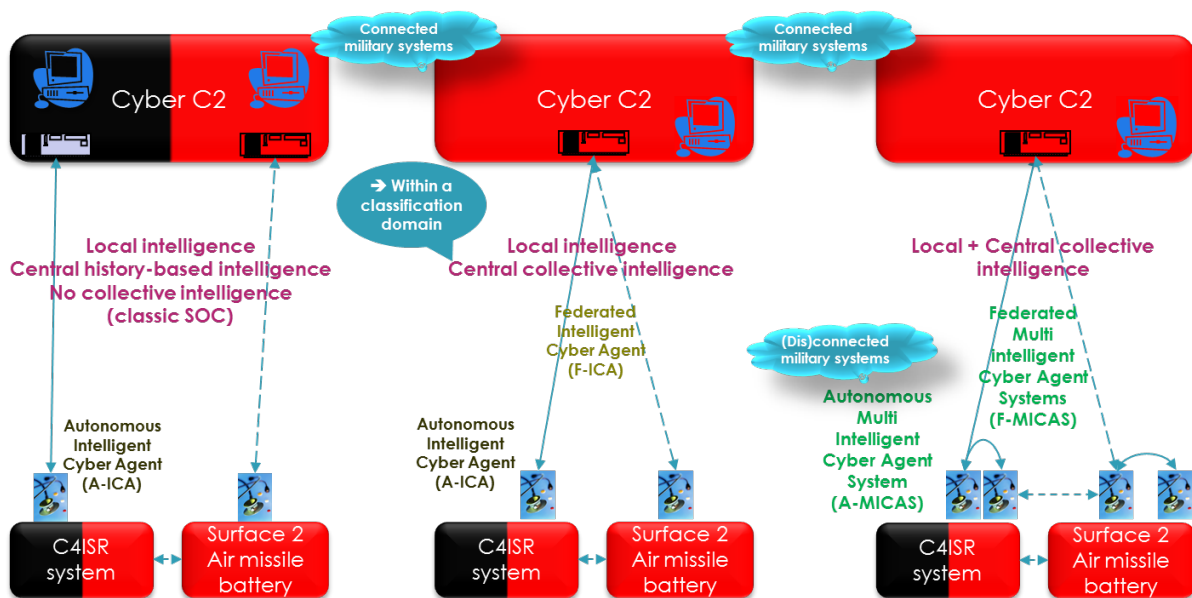 Connected
military systems
Connected
military systems
Cyber C2
Cyber C2
Cyber C2
➔ Within a
classification
domain
Local intelligence
Central history-based intelligence
No collective intelligence
(classic SOC)
Local intelligence
Central collective intelligence
Local + Central collective
intelligence
Federated
Intelligent
Cyber Agent
(F-ICA)
(Dis)connected
military systems
Federated
Multi
intelligent
Cyber Agent
Systems
(F-MICAS)
Autonomous
Intelligent
Cyber Agent
(A-ICA)
Autonomous
Intelligent
Cyber Agent
(A-ICA)
Autonomous
Multi
Intelligent
Cyber Agent
System
(A-MICAS)
C4ISR
system
Surface 2
Air missile
battery
C4ISR
system
Surface 2
Air missile
battery
C4ISR
system
Surface 2
Air missile
battery